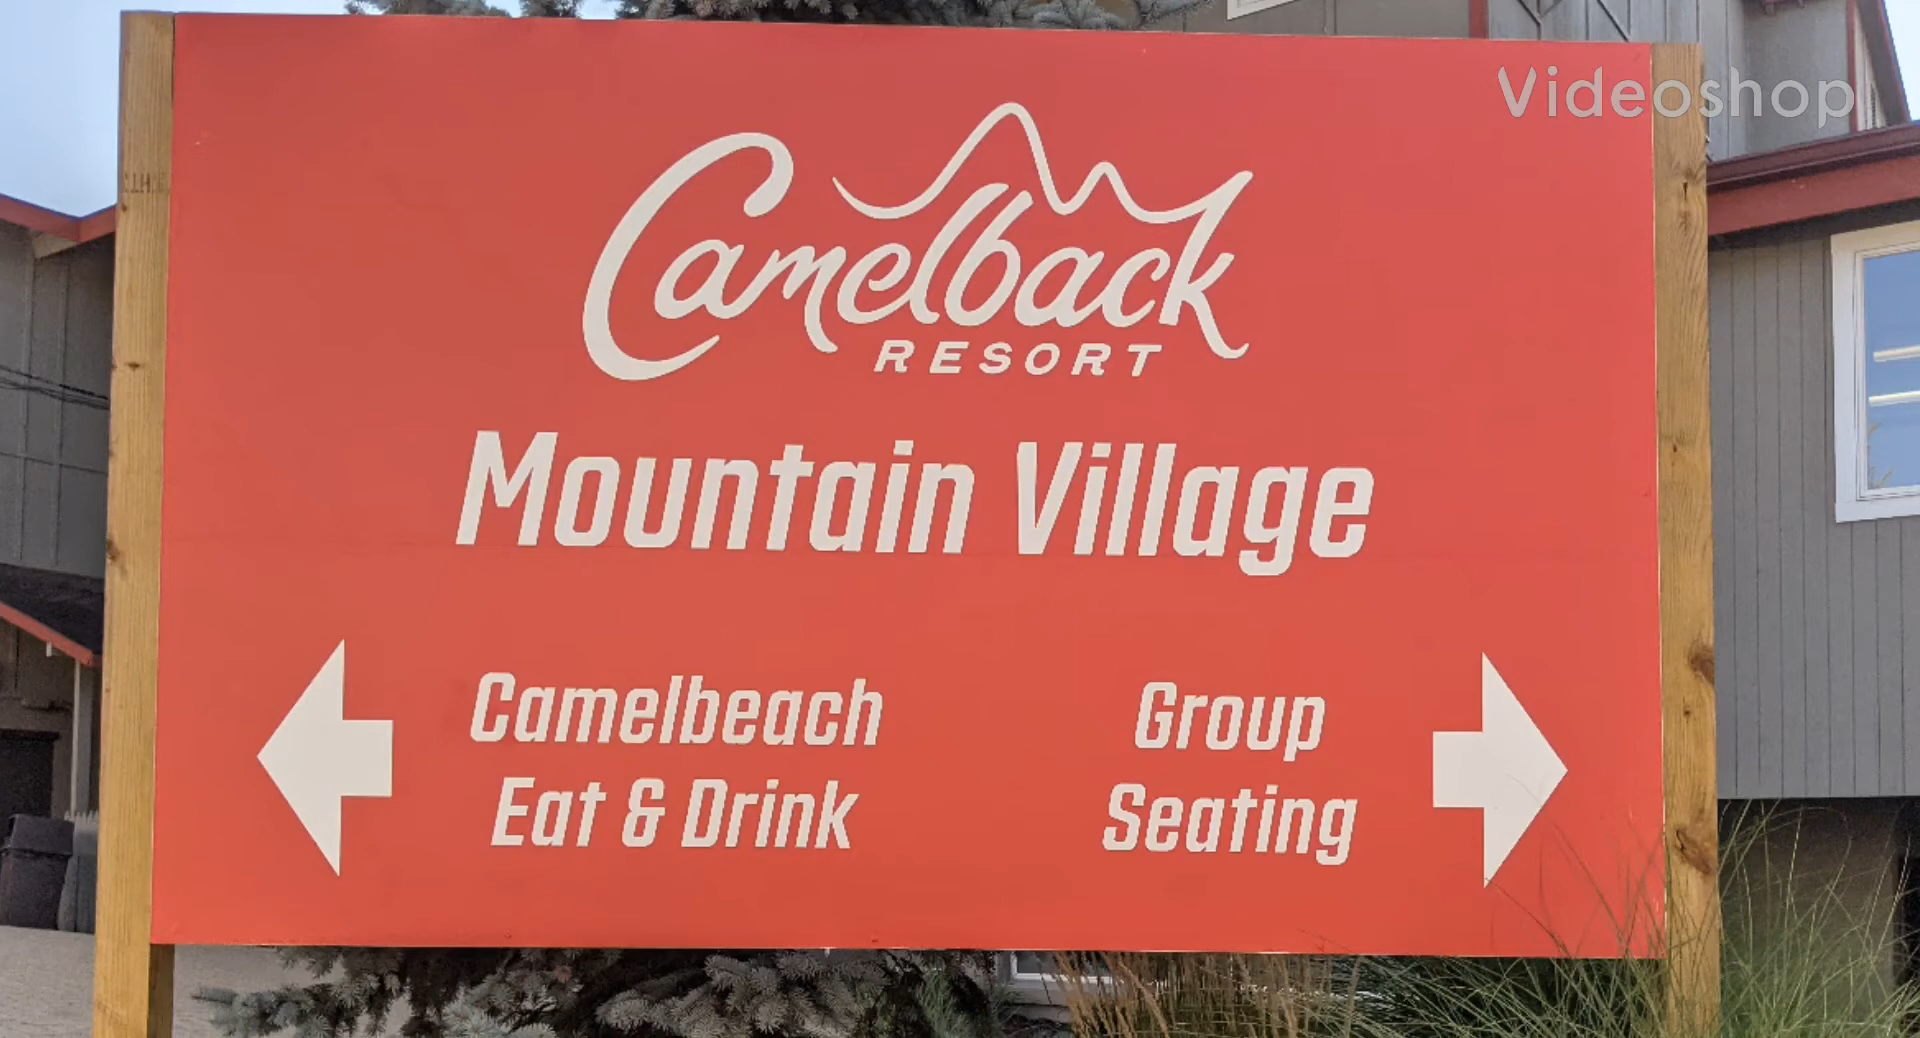 Videoshop
Camelback
RESORT
Mountain Village
Camelbeach
Eat & Drink
Group
Seating